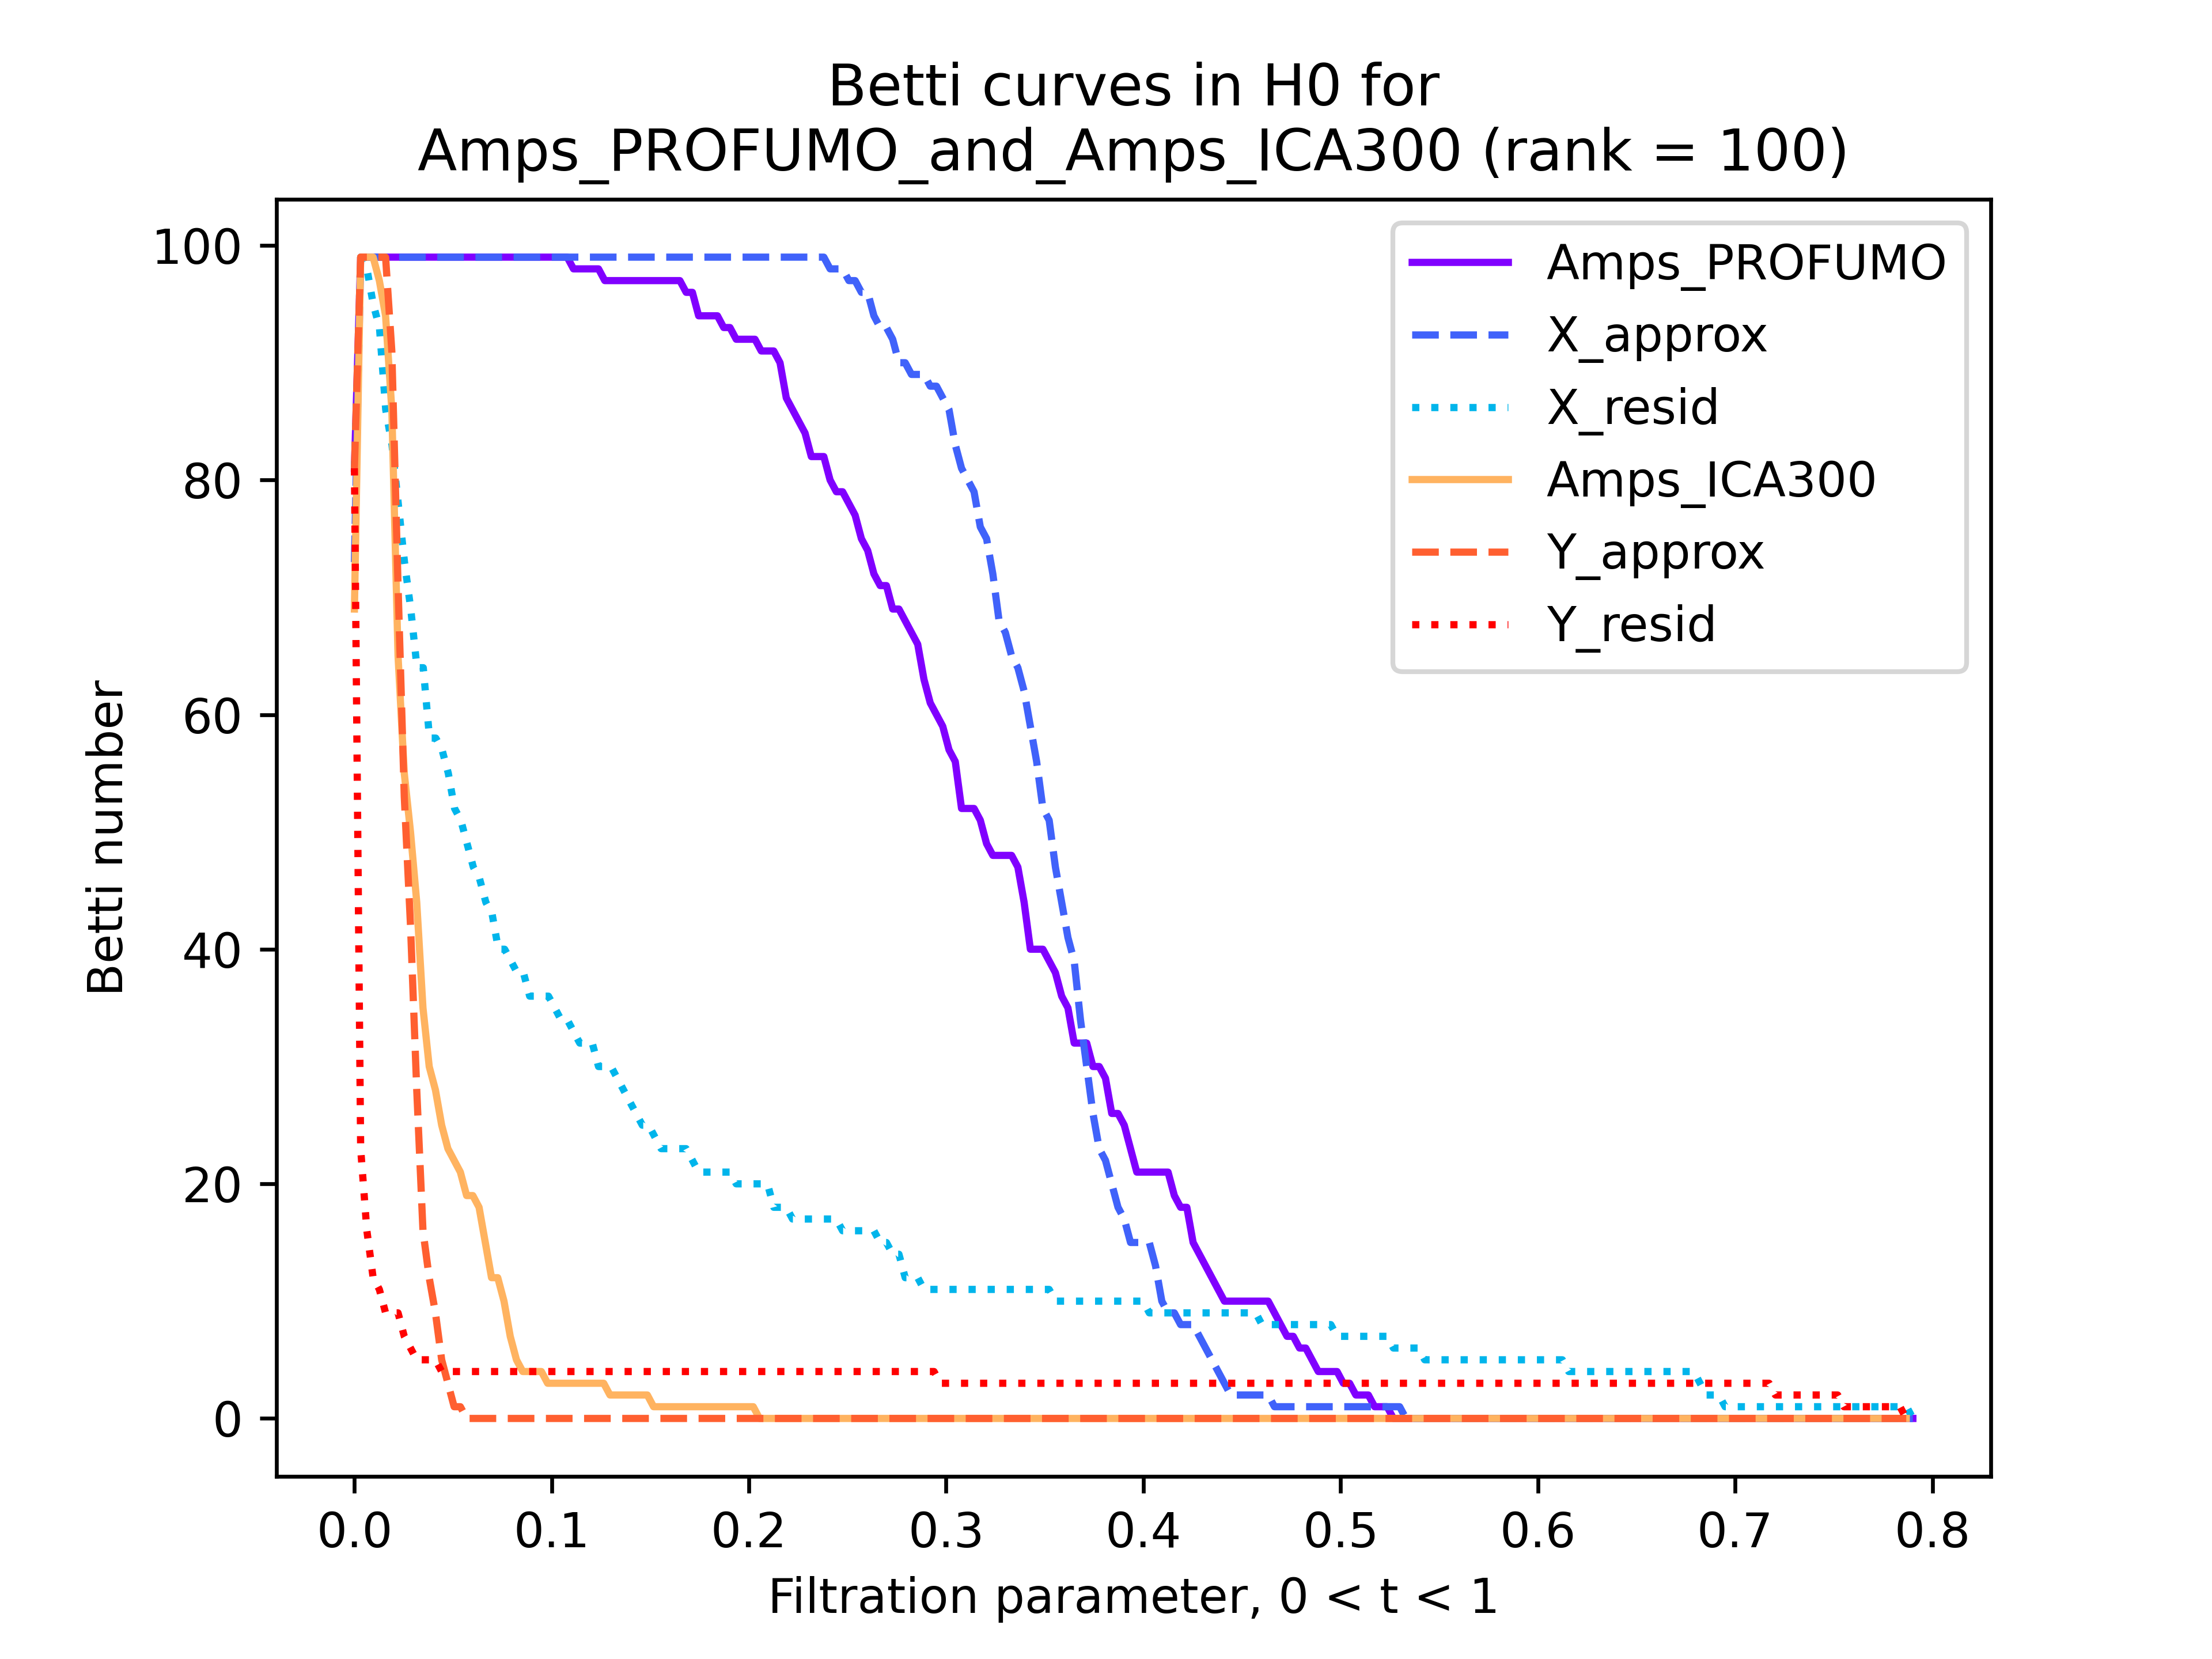 Betti curves in H0 for
Amps_PROFUMO_and_Amps_ICA300 (rank = 100)
Amps_PROFUMO
X_approx
X_resid
Amps_ICA300
Y_approx
Y_resid
Betti number
100
80
60
40
20
0
0.0 0.1 0.2 0.3 0.4 0.5 0.6 0.7 0.8
Filtration parameter, 0 < t < 1